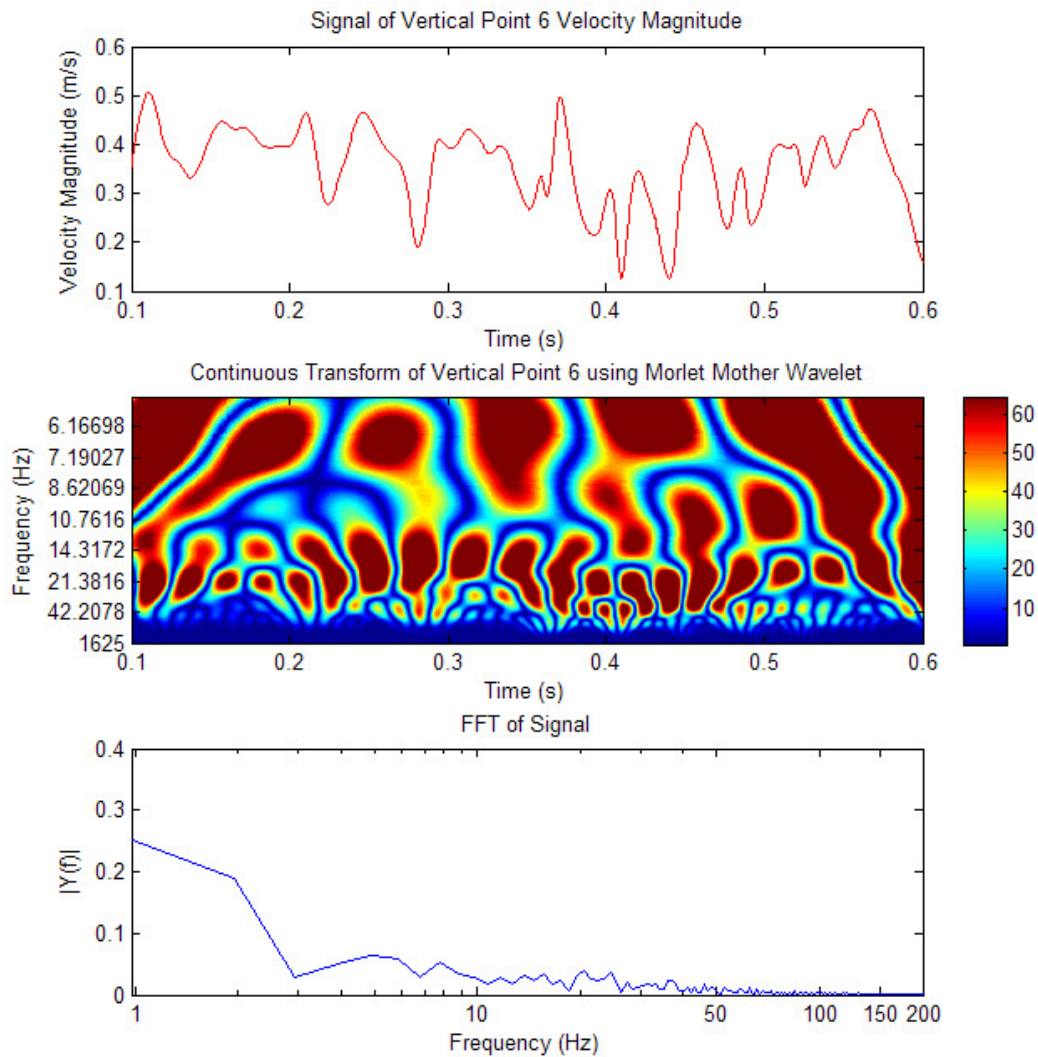 Signal of Vertical Point 6 Velocity Magnitude
Velocity Magnitude (m/s)
0.6
0.5
0.4
0.3
0.2
0.1
0.1 0.2 0.3 0.4 0.5 0.6
Time (s)
Continuous Transform of Vertical Point 6 using Morlet Mother Wavelet
Frequency (Hz)
6.16698
7.19027
8.62069
10.7616
14.3172
21.3816
42.2078
1625
0.1 0.2 0.3 0.4 0.5 0.6
Time (s)
60
50
40
30
20
10
FFT of Signal
|Y(f)|
0.4
0.3
0.2
0.1
0
1 10 50 100 150 200
Frequency (Hz)